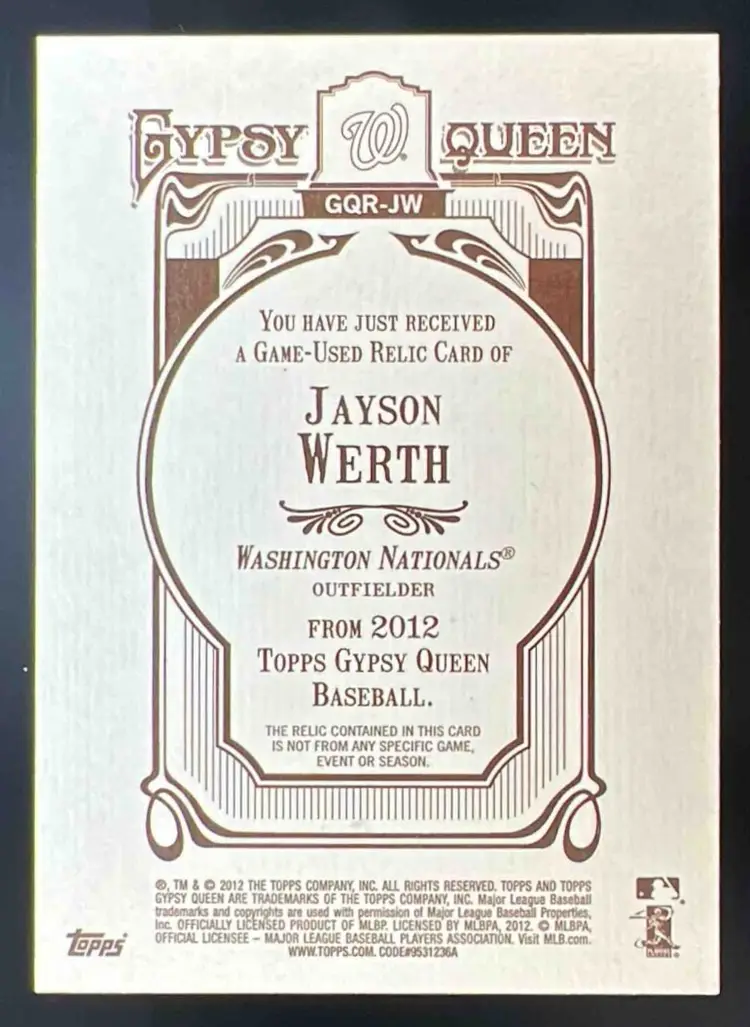 GYPSY QUEEN
W
GQR-JW
YOU HAVE JUST RECEIVED
A GAME-USED RELIC CARD OF
JAYSON
WERTH
WASHINGTON NATIONALS®
OUTFIELDER
FROM 2012
TOPPS GYPSY QUEEN
BASEBALL.
THE RELIC CONTAINED IN THIS CARD
IS NOT FROM ANY SPECIFIC GAME,
EVENT OR SEASON.
®, TM & © 2012 THE TOPPS COMPANY, INC. ALL RIGHTS RESERVED. TOPPS AND TOPPS
GYPSY QUEEN ARE TRADEMARKS OF THE TOPPS COMPANY, INC. Major League Baseball
trademarks and copyrights are used with permission of Major League Baseball Properties,
Inc. OFFICIALLY LICENSED PRODUCT OF MLBP. LICENSED BY MLBPA, 2012. © MLBPA,
OFFICIAL LICENSEE – MAJOR LEAGUE BASEBALL PLAYERS ASSOCIATION. Visit MLB.com.
WWW.TOPPS.COM. CODE#9531236A
Topps